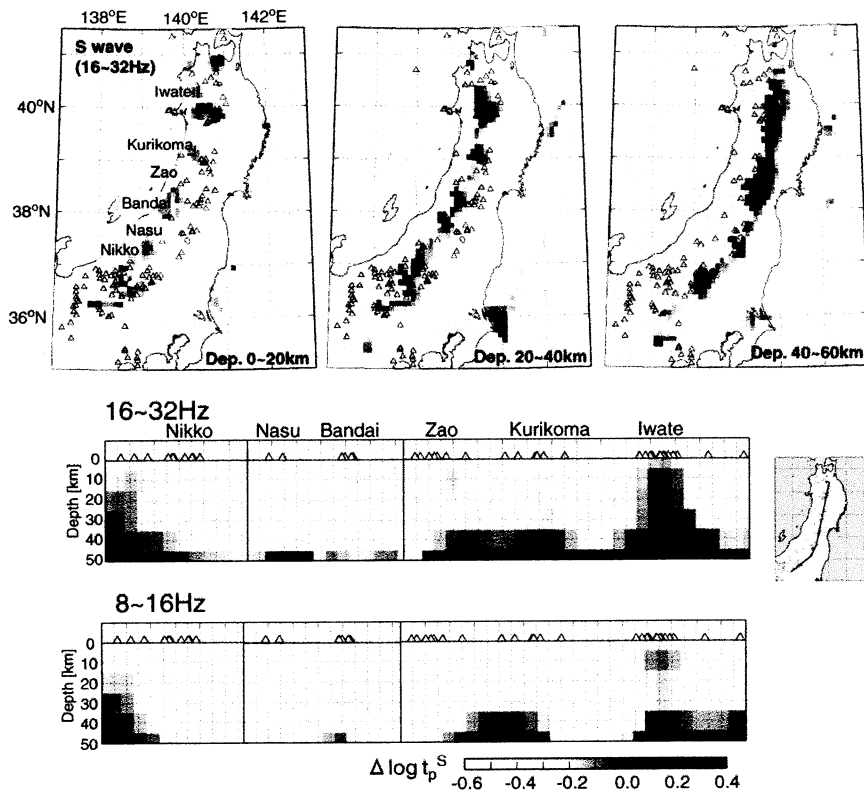 138°E 140°E 142°E
S wave
(16~32Hz)
Iwate
40°N
Kurikoma
Zao
Bandai
38°N
Nasu
Nikko
36°N
Dep. 0~20km
Dep. 20~40km
Dep. 40~60km
16~32Hz
Nikko Nasu Bandai Zao Kurikoma Iwate
Depth [km]
0
10
20
30
40
50
8~16Hz
Depth [km]
0
10
20
30
40
50
Δ log tp^S
-0.6 -0.4 -0.2 0.0 0.2 0.4